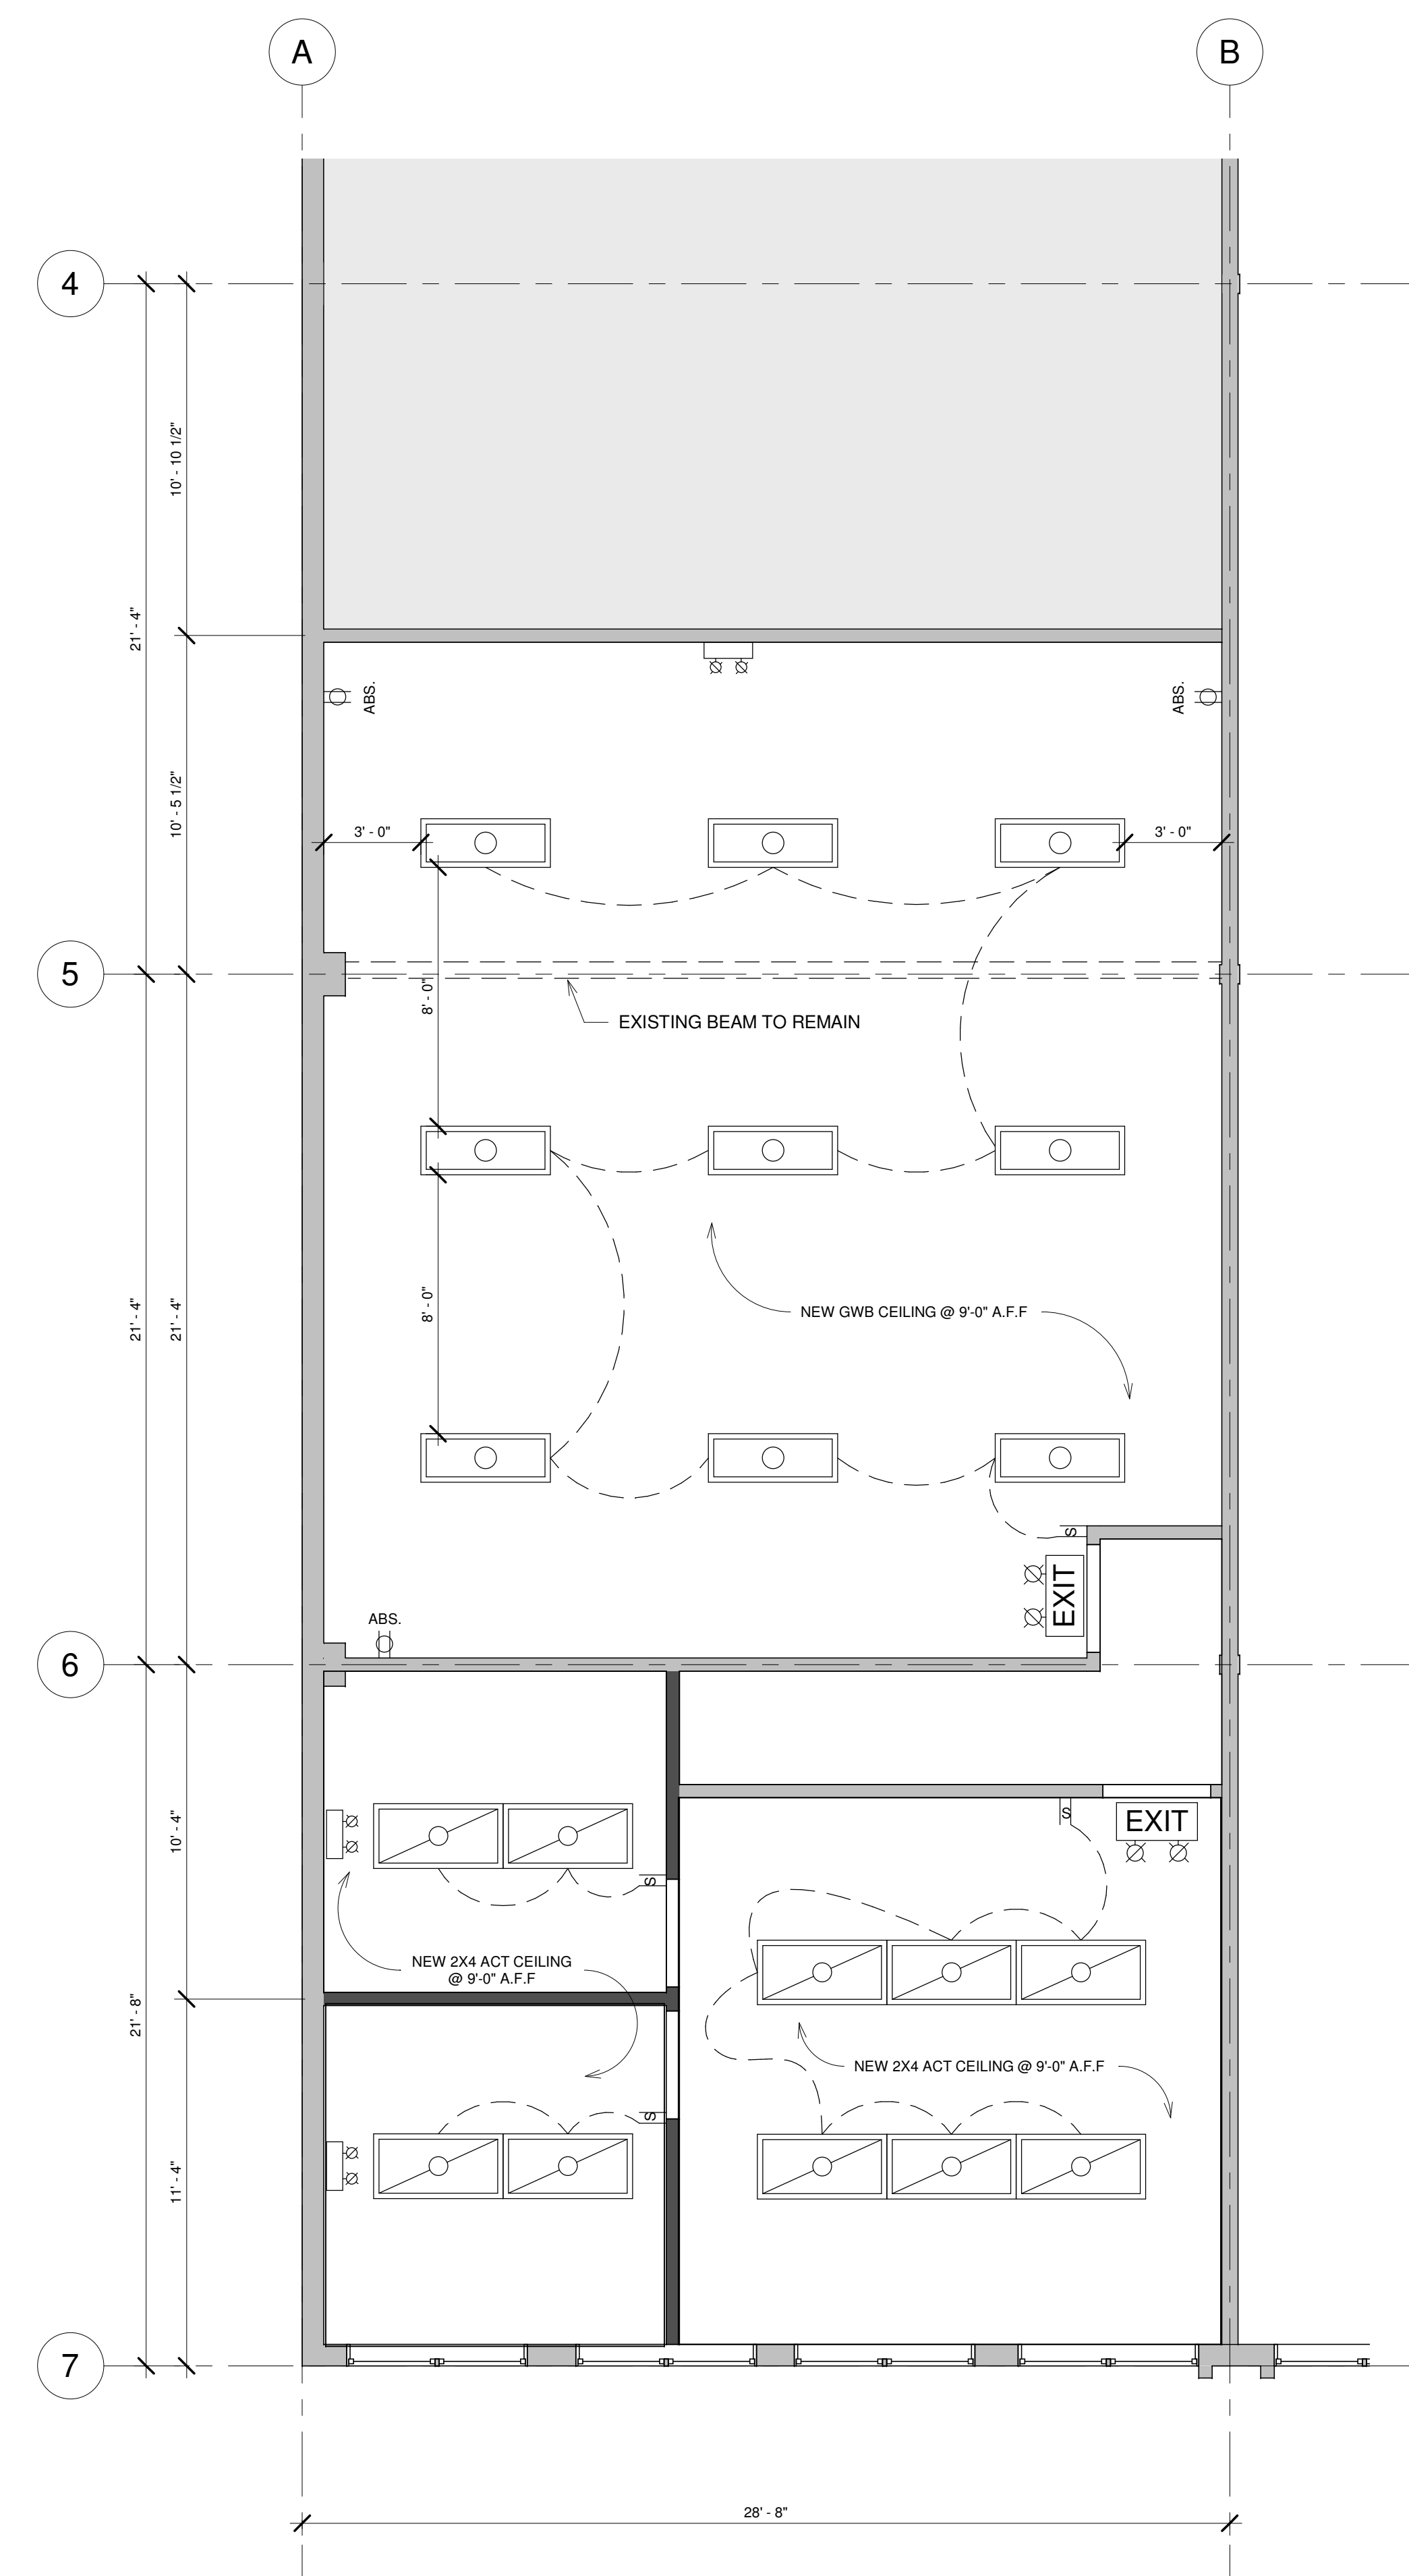 A
B
4
10' - 10 1/2"
21' - 4"
ABS.
ABS.
10' - 5 1/2"
3' - 0"
3' - 0"
5
8' - 0"
EXISTING BEAM TO REMAIN
21' - 4"
21' - 4"
8' - 0"
NEW GWB CEILING @ 9'-0" A.F.F
S
EXIT
ABS.
6
S
EXIT
10' - 4"
S
NEW 2X4 ACT CEILING
@ 9'-0" A.F.F
21' - 8"
NEW 2X4 ACT CEILING @ 9'-0" A.F.F
S
11' - 4"
7
28' - 8"